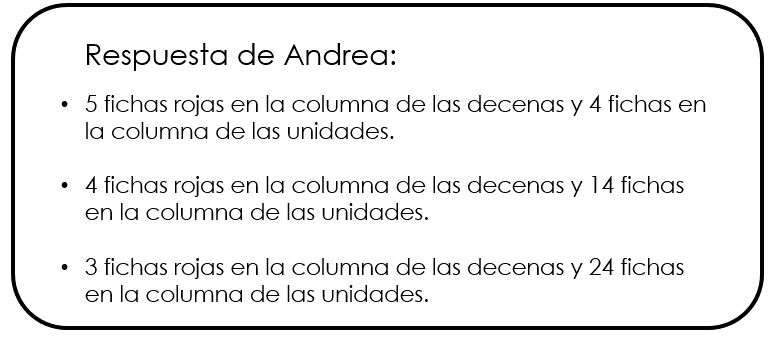 Respuesta de Andrea:
• 5 fichas rojas en la columna de las decenas y 4 fichas en
la columna de las unidades.
• 4 fichas rojas en la columna de las decenas y 14 fichas
en la columna de las unidades.
• 3 fichas rojas en la columna de las decenas y 24 fichas
en la columna de las unidades.